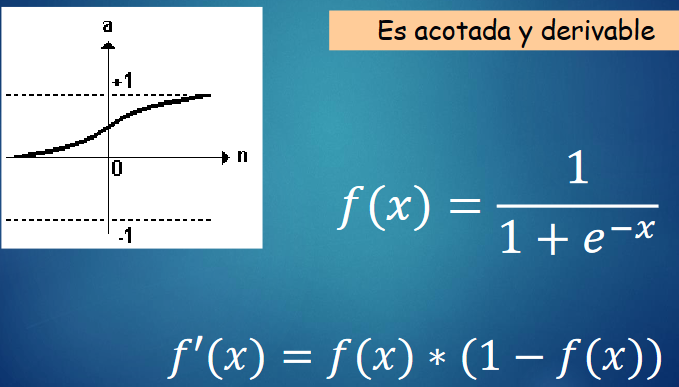 a
Es acotada y derivable
+1
n
0
-1
f(x) = 1 / (1 + e^{-x})
f'(x) = f(x) * (1 − f(x))